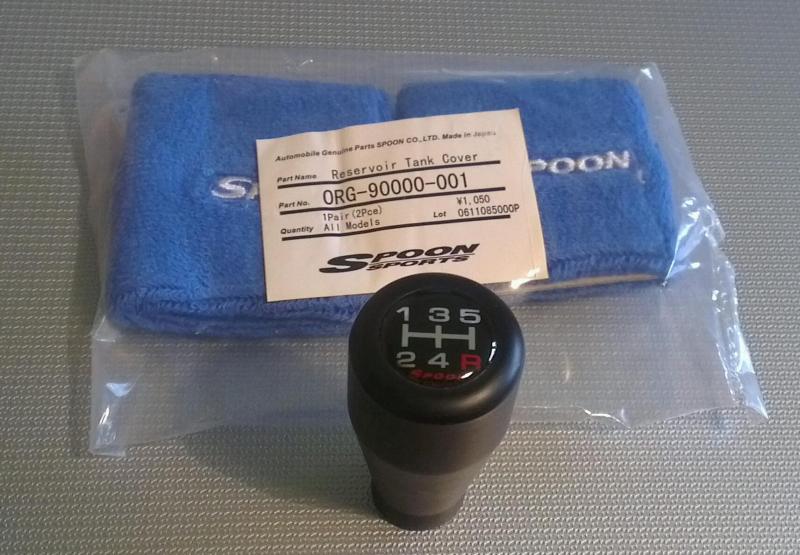 Automobile Genuine Parts SPOON CO.,LTD. Made in Japan
Part Name Reservoir Tank Cover
Part No. ORG-90000-001
¥1,050
Quantity 1Pair(2Pce) Lot 0611085000P
All Models
SPOON
SPORTS
SPOON
1 3 5
2 4 R
SPOON